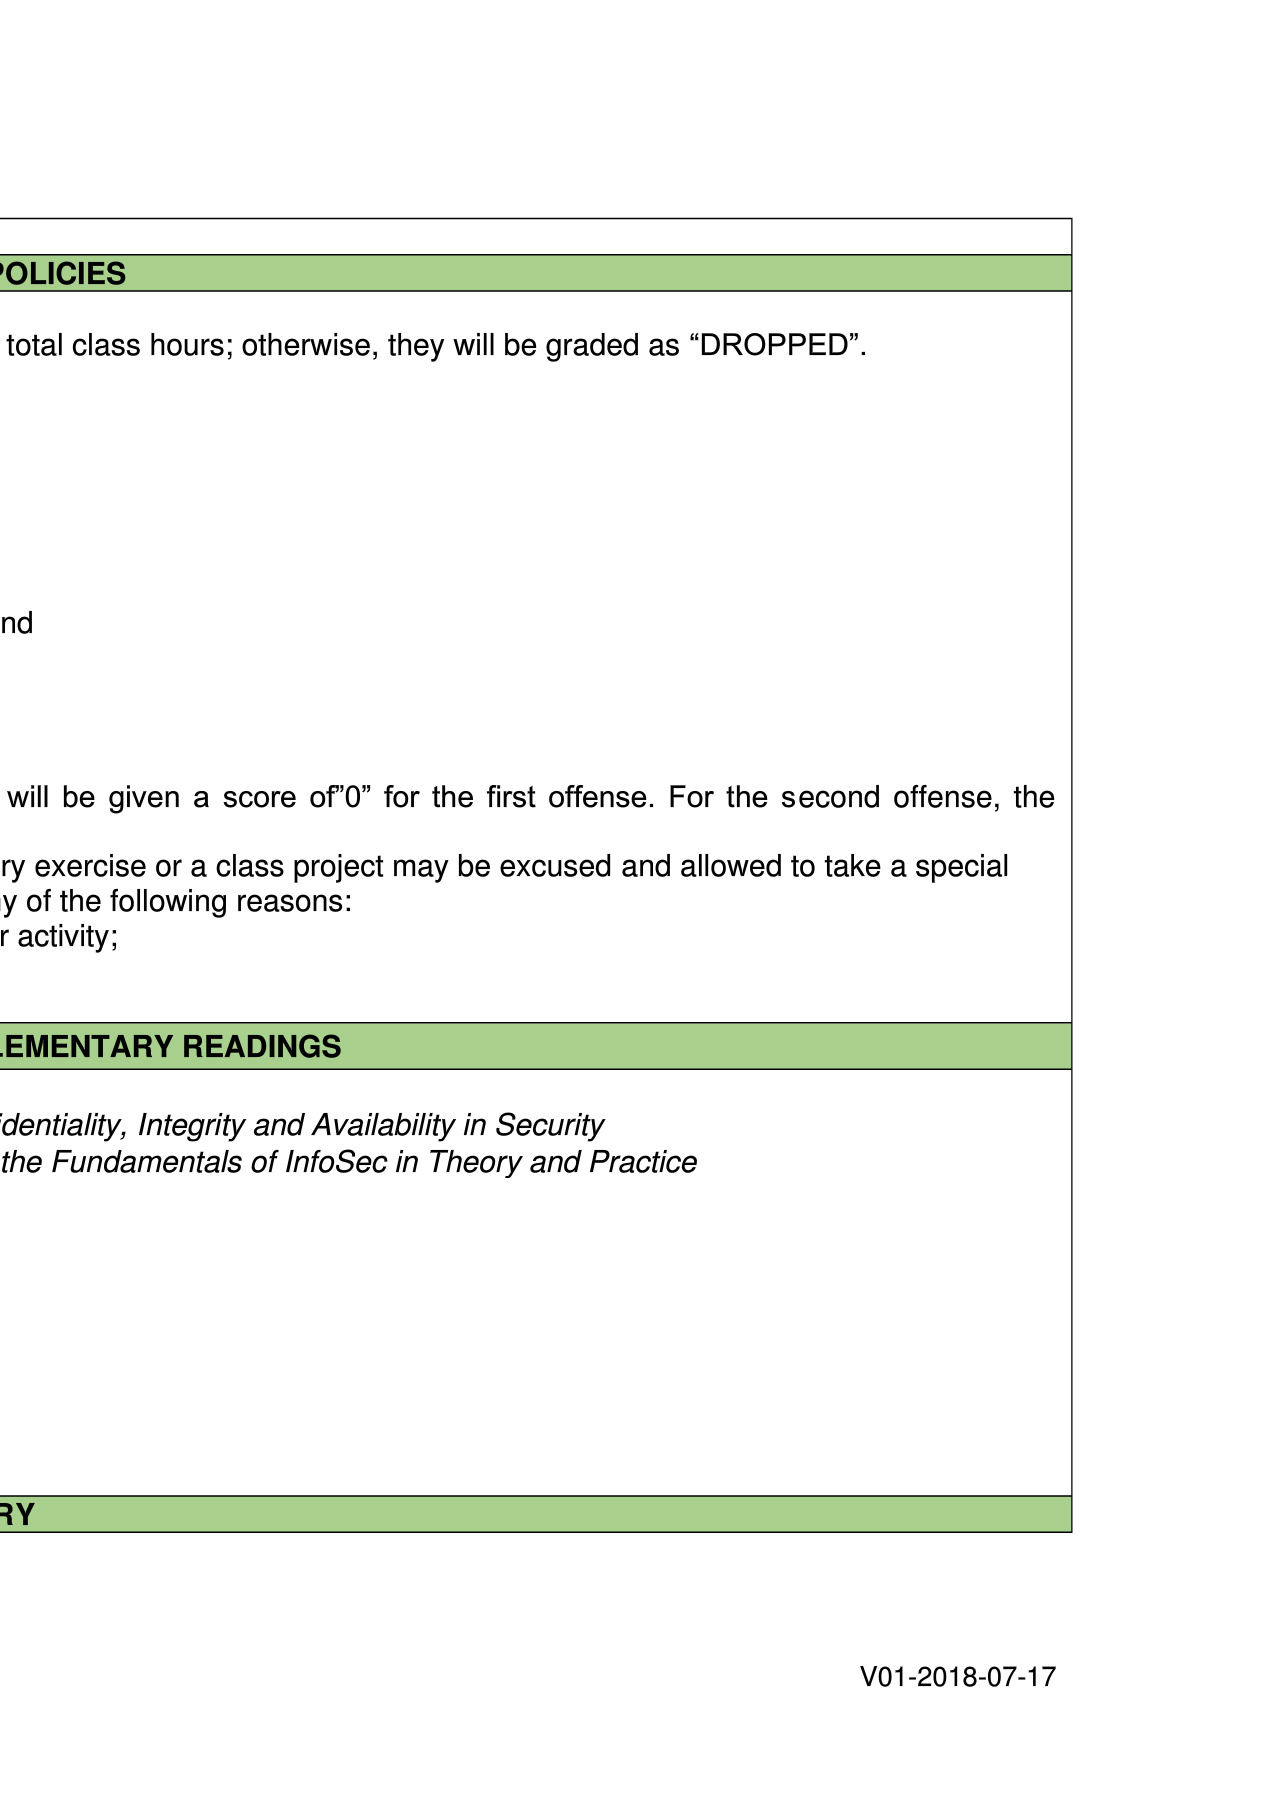 POLICIES
total class hours; otherwise, they will be graded as “DROPPED”.
nd
will be given a score of”0” for the first offense. For the second offense, the
ry exercise or a class project may be excused and allowed to take a special
y of the following reasons:
r activity;
LEMENTARY READINGS
identiality, Integrity and Availability in Security
the Fundamentals of InfoSec in Theory and Practice
RY
V01-2018-07-17